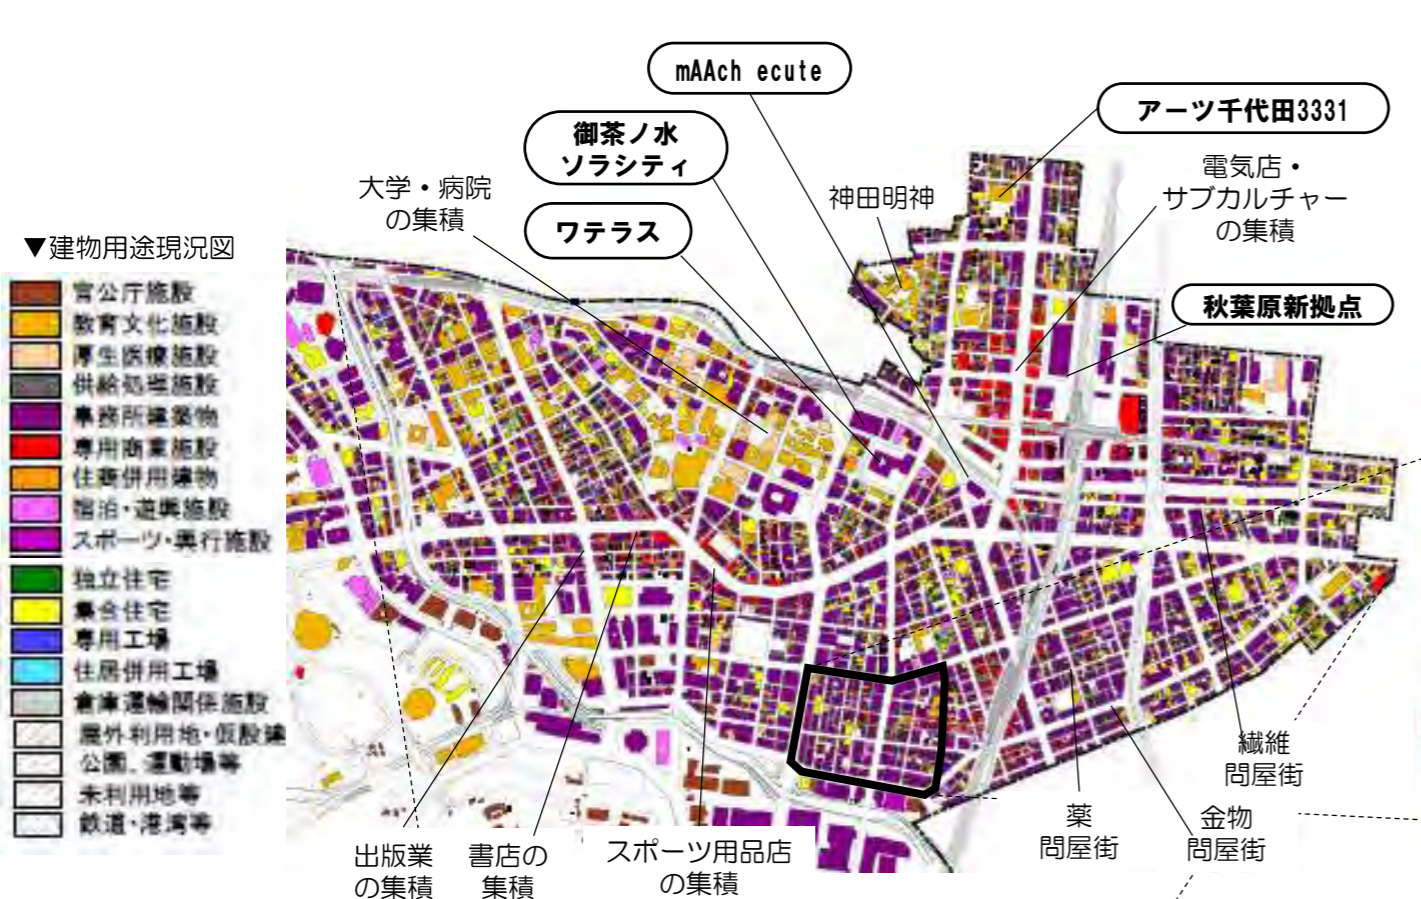 mAAch ecute
アーツ千代田3331
御茶ノ水
ソラシティ
電気店・
サブカルチャー
の集積
大学・病院
の集積
神田明神
ワテラス
▼建物用途現況図
秋葉原新拠点
官公庁施設
教育文化施設
厚生医療施設
供給処理施設
事務所建築物
専用商業施設
住商併用建物
宿泊・遊興施設
スポーツ・興行施設
独立住宅
集合住宅
専用工場
住居併用工場
倉庫運輸関係施設
屋外利用地・仮設建
公園、運動場等
未利用地等
鉄道・港湾等
繊維
問屋街
薬
問屋街
金物
問屋街
出版業
の集積
書店の
集積
スポーツ用品店
の集積